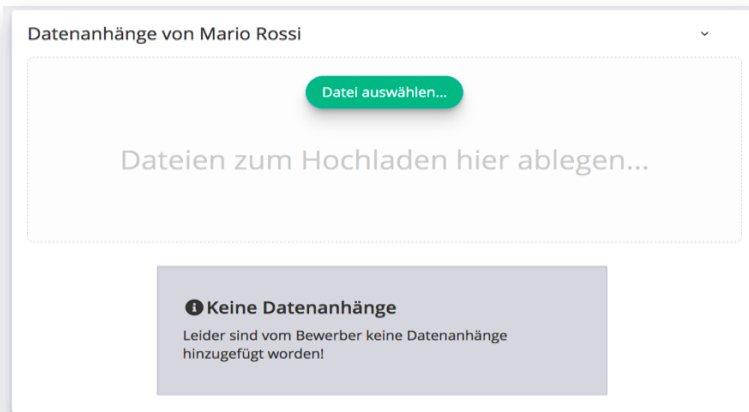 Datenanhänge von Mario Rossi
Datei auswählen...
Dateien zum Hochladen hier ablegen...
Keine Datenanhänge
Leider sind vom Bewerber keine Datenanhänge
hinzugefügt worden!